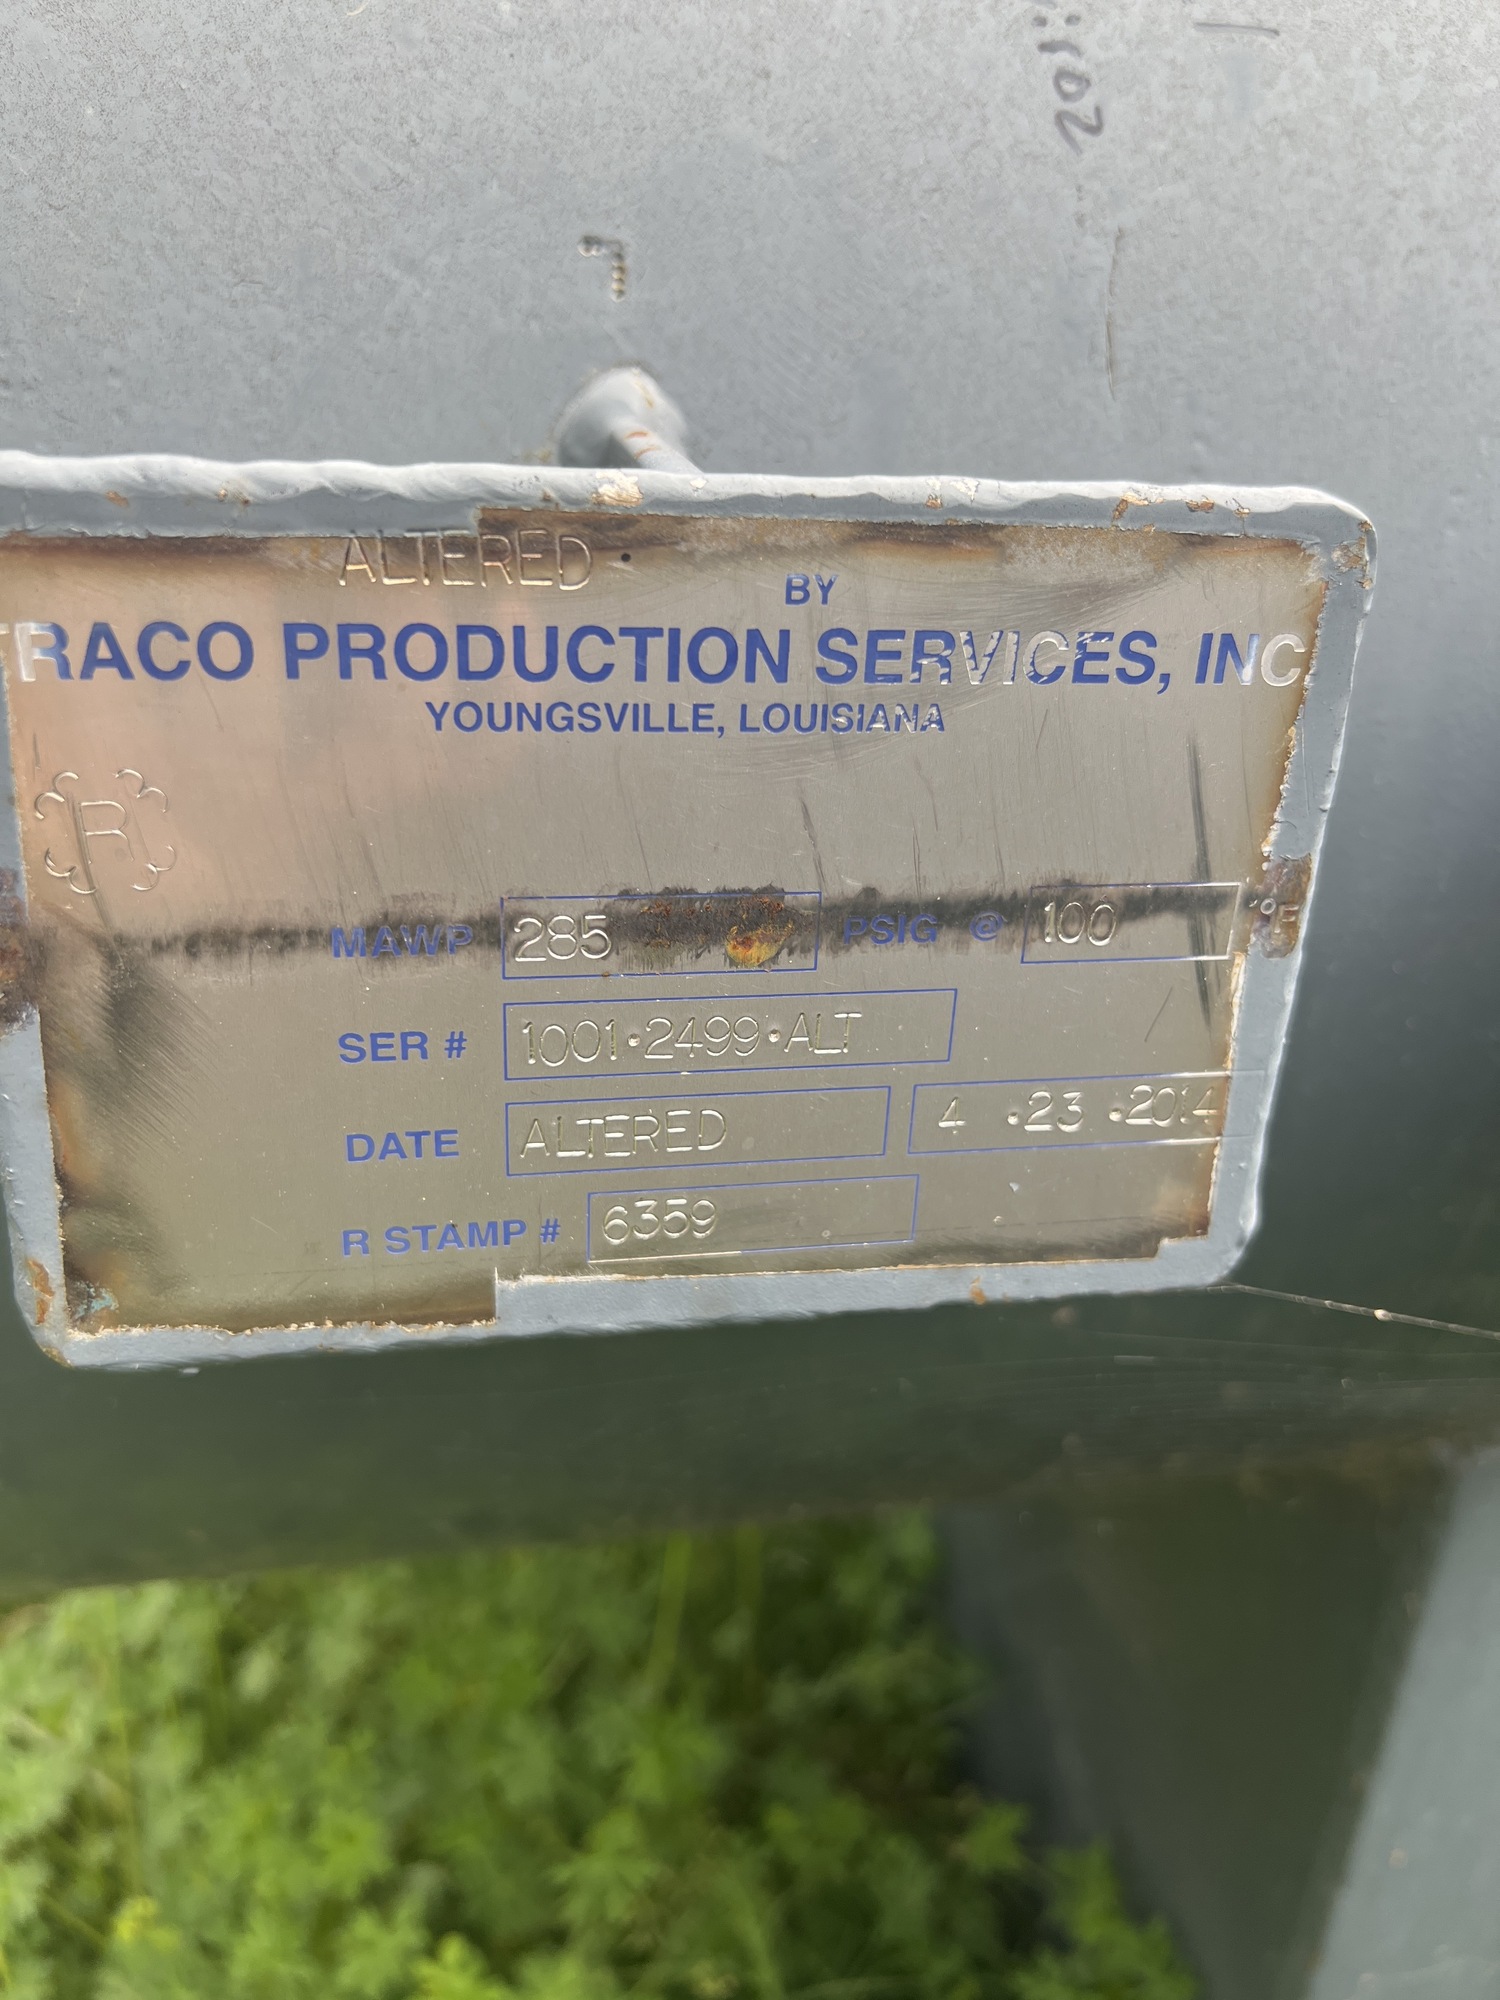 ALTERED
BY
TRACO PRODUCTION SERVICES, INC.
YOUNGSVILLE, LOUISIANA
R
MAWP 285 PSIG @ 100 °F
SER # 1001·2499·ALT
DATE ALTERED 4 ·23 ·2014
R STAMP # 6359